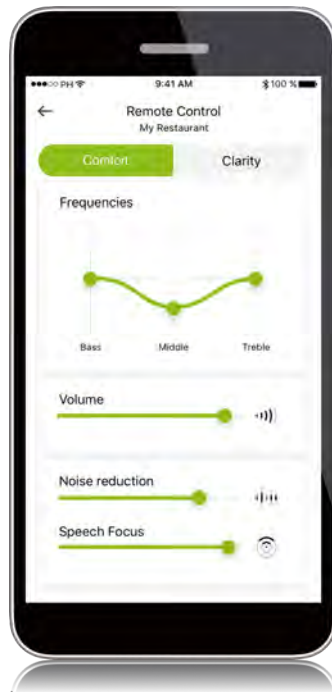 PH 9:41 AM 100 %
Remote Control
My Restaurant
Comfort Clarity
Frequencies
Bass Middle Treble
Volume
Noise reduction
Speech Focus